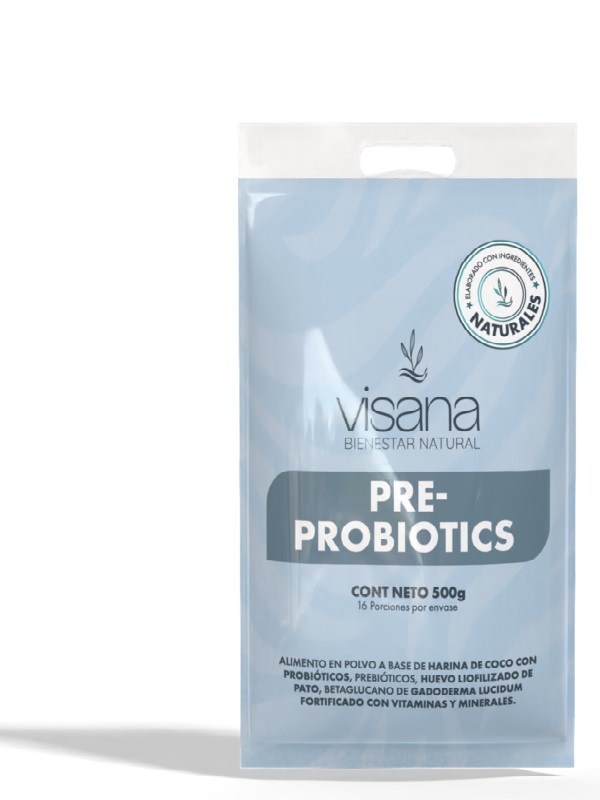 ELABORADO CON INGREDIENTES
NATURALES
visana
BIENESTAR NATURAL
PRE-
PROBIOTICS
CONT NETO 500g
16 Porciones por envase
ALIMENTO EN POLVO A BASE DE HARINA DE COCO CON
PROBIÓTICOS, PREBIÓTICOS, HUEVO LIOFILIZADO DE
PATO, BETAGLUCANO DE GADODERMA LUCIDUM
FORTIFICADO CON VITAMINAS Y MINERALES.